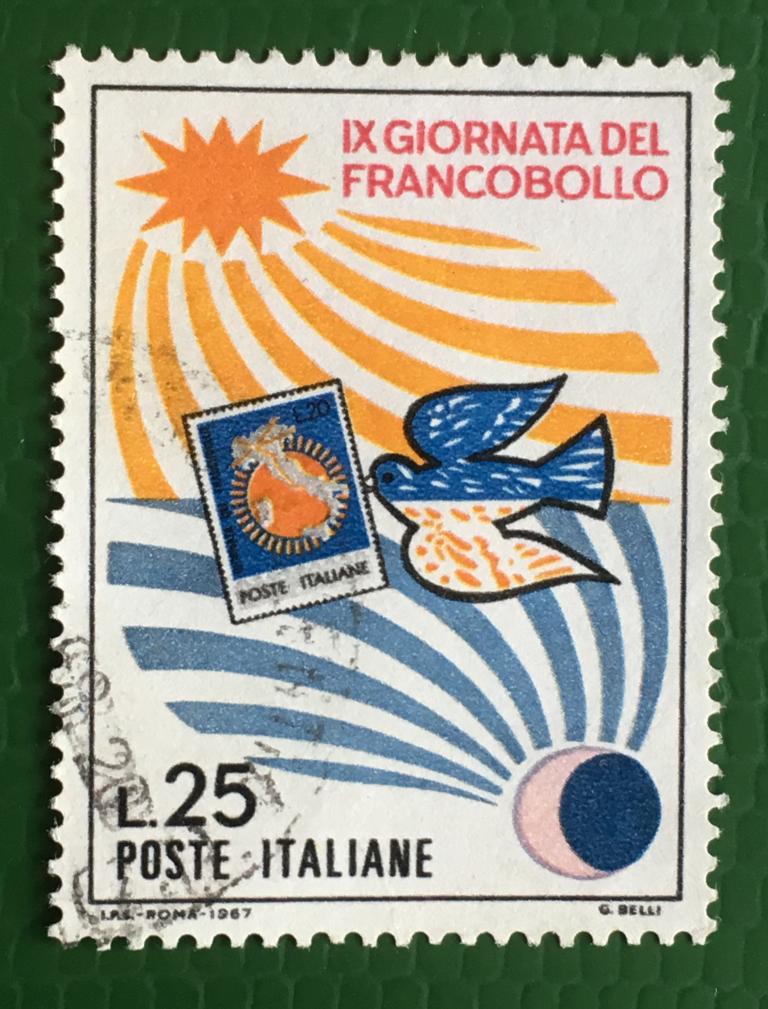 IX GIORNATA DEL
FRANCOBOLLO
L.20
POSTE ITALIANE
L.25
POSTE ITALIANE
I.P.S.-ROMA-1967
G. BELLI